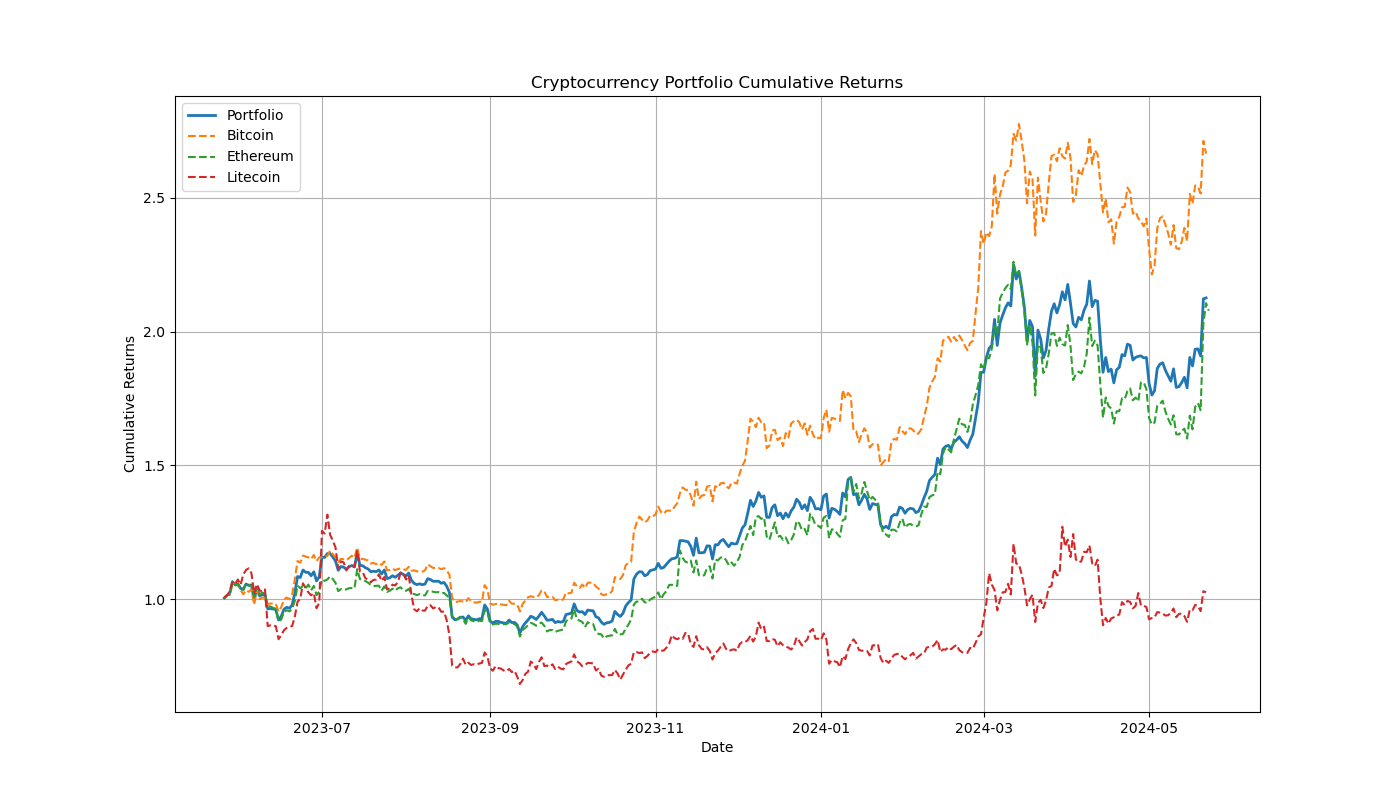 Cryptocurrency Portfolio Cumulative Returns
Portfolio
Bitcoin
Ethereum
Litecoin
2.5
2.0
1.5
1.0
Cumulative Returns
2023-07
2023-09
2023-11
2024-01
2024-03
2024-05
Date